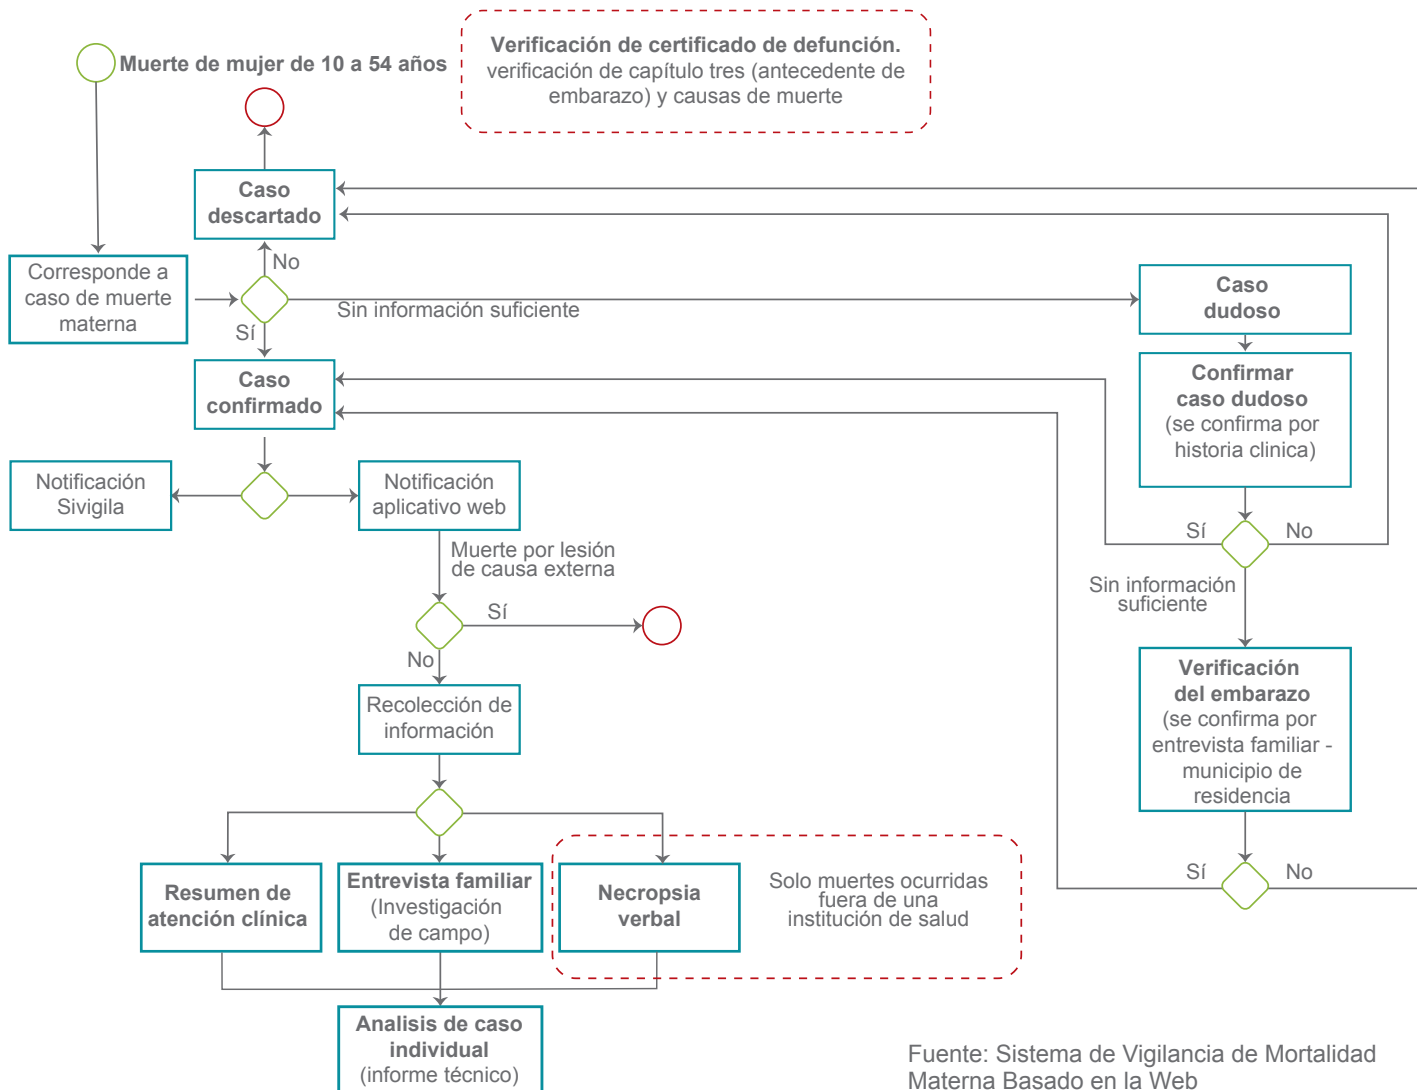 Verificación de certificado de defunción.
verificación de capítulo tres (antecedente de
embarazo) y causas de muerte
Muerte de mujer de 10 a 54 años
Caso
descartado
No
Corresponde a
caso de muerte
materna
Sin información suficiente
Sí
Caso
dudoso
Caso
confirmado
Confirmar
caso dudoso
(se confirma por
historia clinica)
Notificación
Sivigila
Notificación
aplicativo web
Sí
No
Muerte por lesión
de causa externa
Sin información
suficiente
Sí
No
Verificación
del embarazo
(se confirma por
entrevista familiar -
municipio de
residencia
Recolección de
información
Sí
No
Resumen de
atención clínica
Entrevista familiar
(Investigación
de campo)
Necropsia
verbal
Solo muertes ocurridas
fuera de una
institución de salud
Analisis de caso
individual
(informe técnico)
Fuente: Sistema de Vigilancia de Mortalidad
Materna Basado en la Web